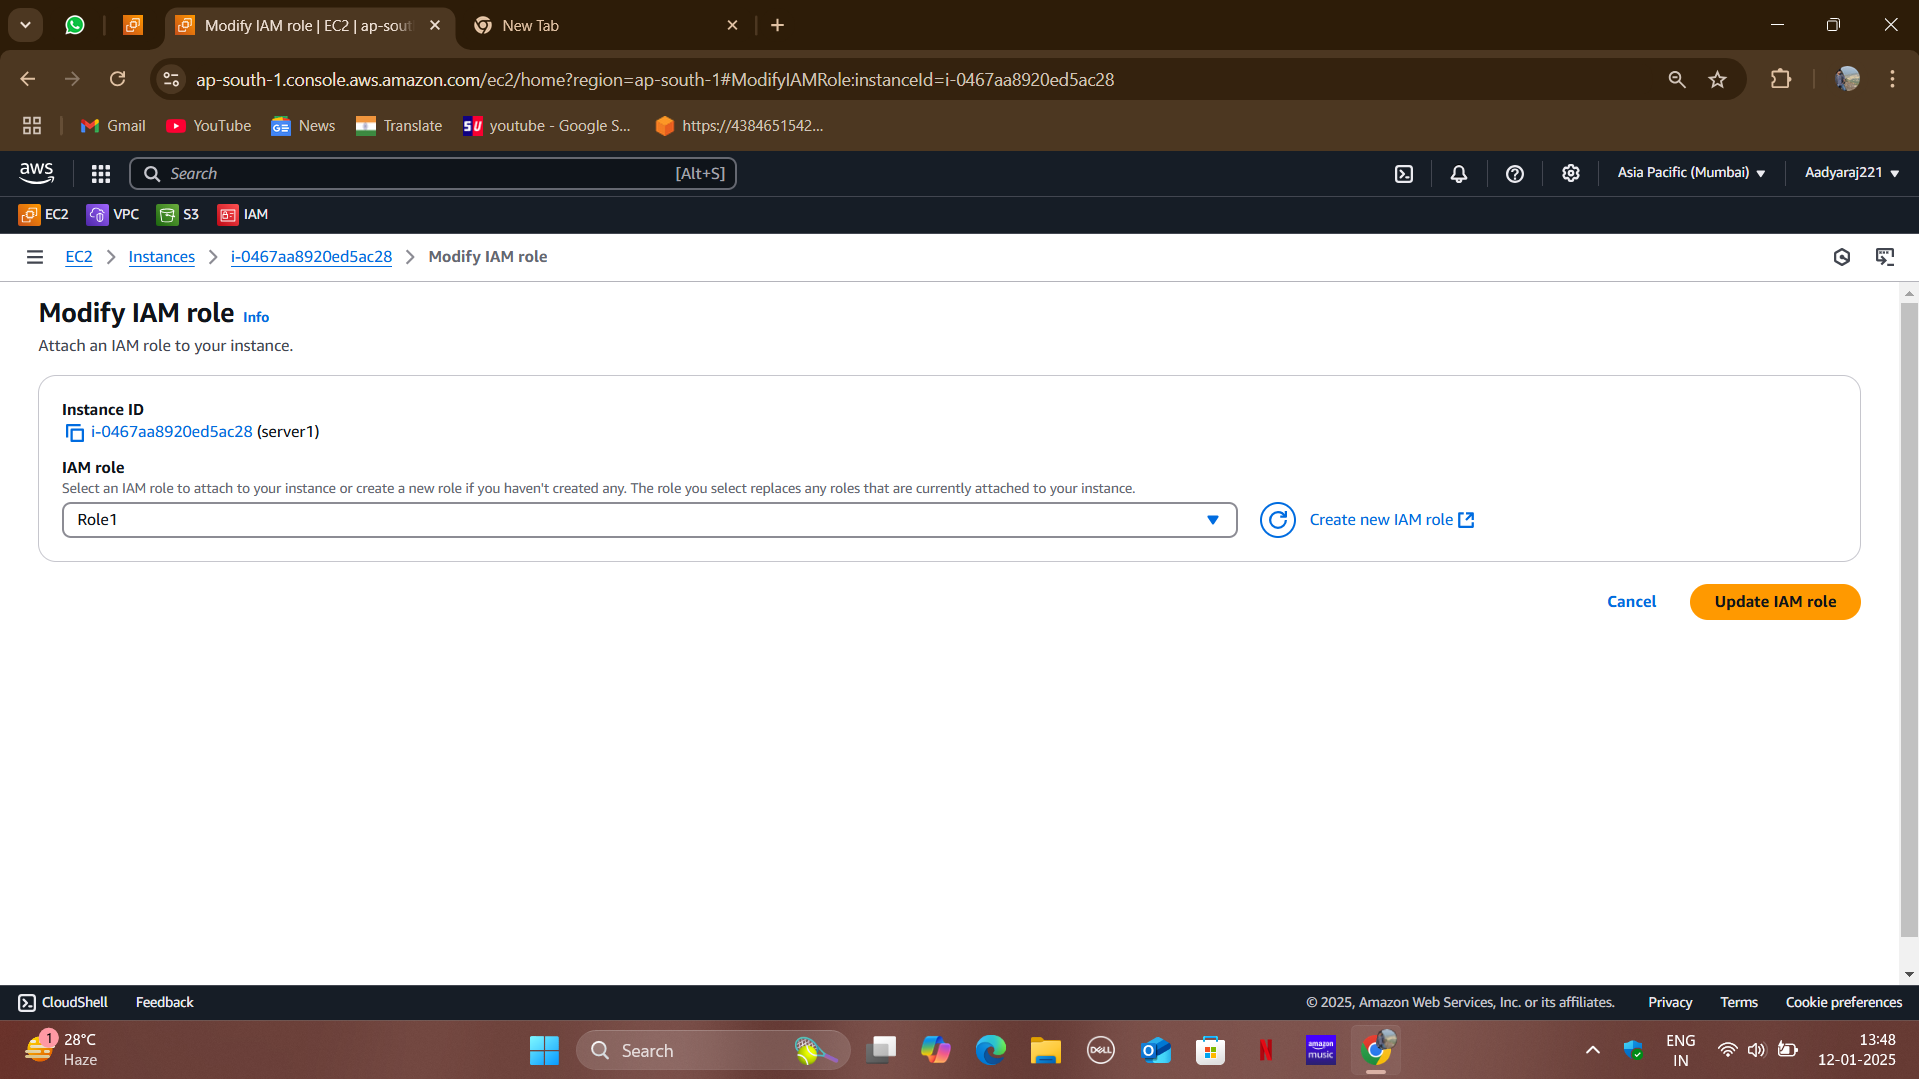 Modify IAM role | EC2 | ap-sout
New Tab
ap-south-1.console.aws.amazon.com/ec2/home?region=ap-south-1#ModifyIAMRole:instanceId=i-0467aa8920ed5ac28
Gmail
YouTube
News
Translate
SU
youtube - Google S...
https://4384651542...
aws
Search
[Alt+S]
Asia Pacific (Mumbai)
Aadyaraj221
EC2
VPC
S3
IAM
EC2 > Instances > i-0467aa8920ed5ac28 > Modify IAM role
Modify IAM role Info
Attach an IAM role to your instance.
Instance ID
i-0467aa8920ed5ac28 (server1)
IAM role
Select an IAM role to attach to your instance or create a new role if you haven't created any. The role you select replaces any roles that are currently attached to your instance.
Role1
Create new IAM role
Cancel
Update IAM role
CloudShell
Feedback
© 2025, Amazon Web Services, Inc. or its affiliates.
Privacy
Terms
Cookie preferences
1
28°C
Haze
Search
DELL
N
amazon
music
ENG
IN
13:48
12-01-2025